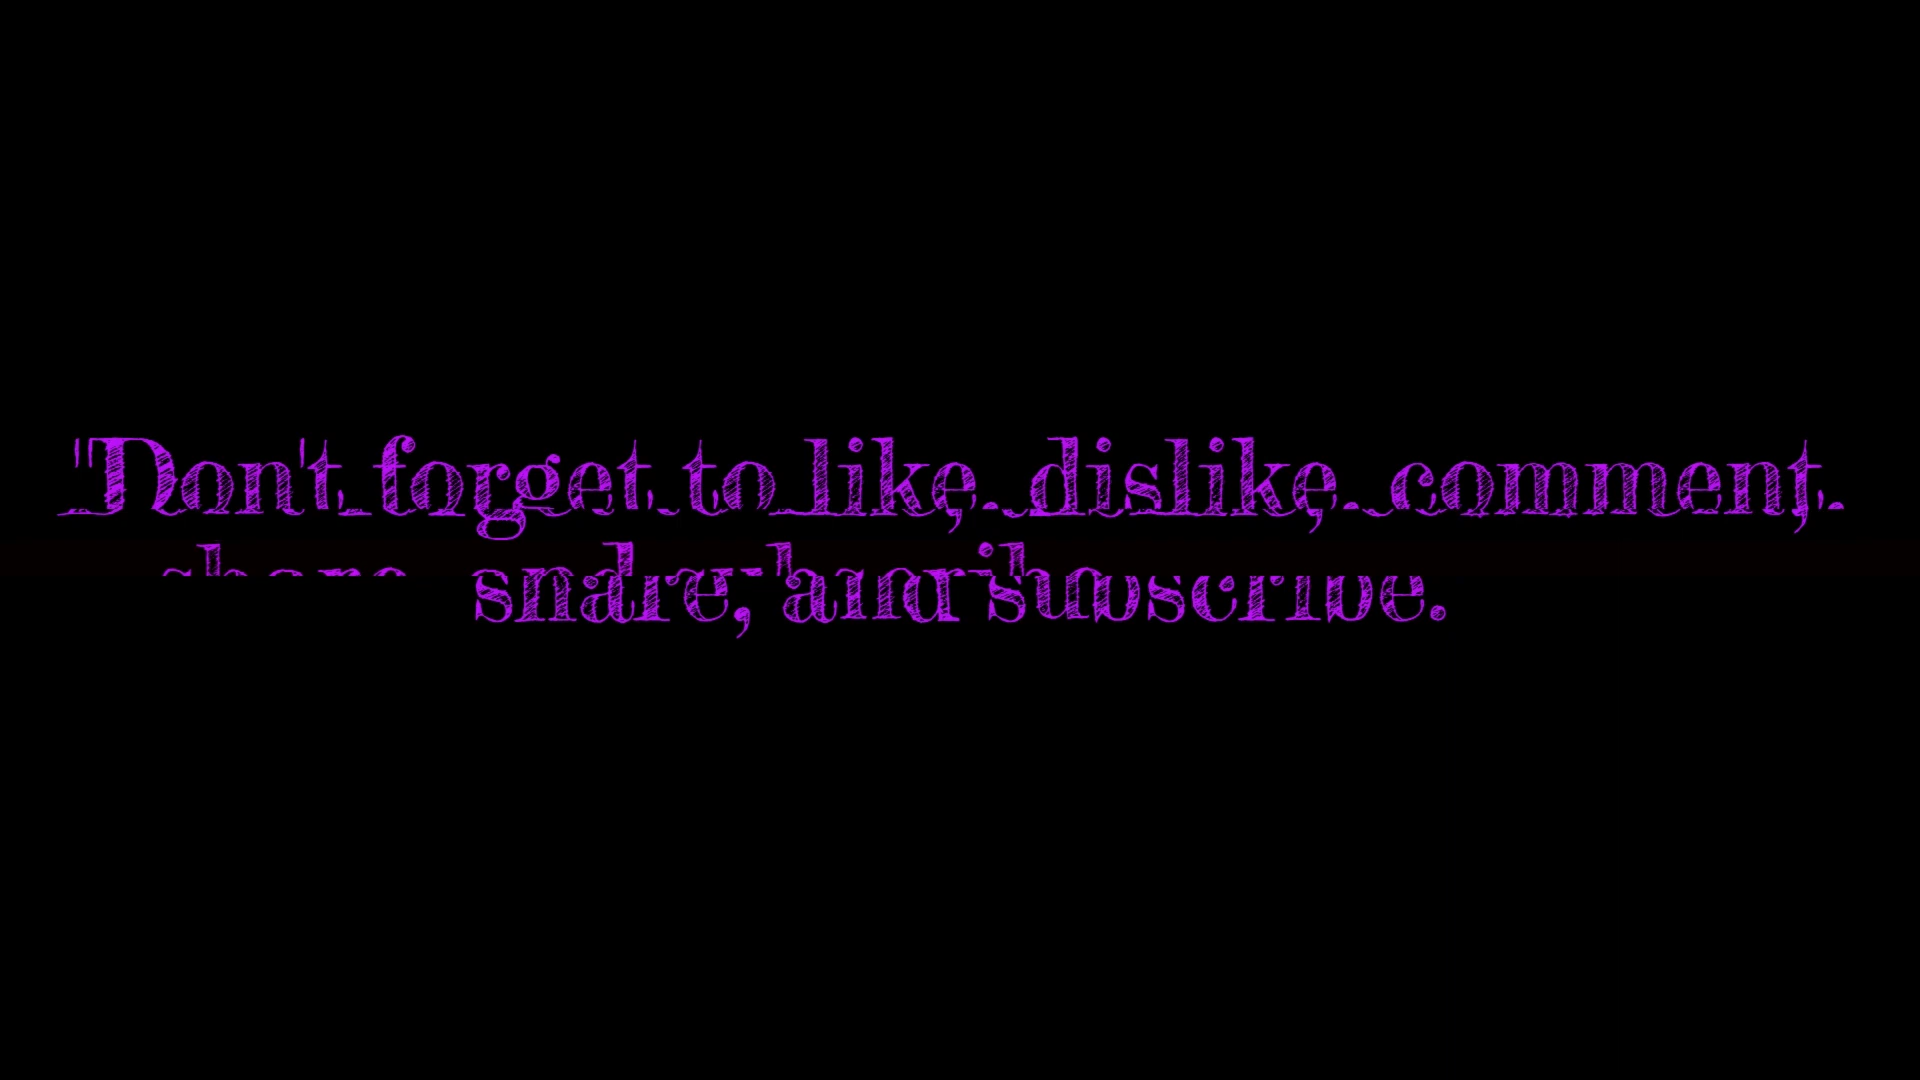 "Don't forget to like, dislike, comment,
share, and subscribe.